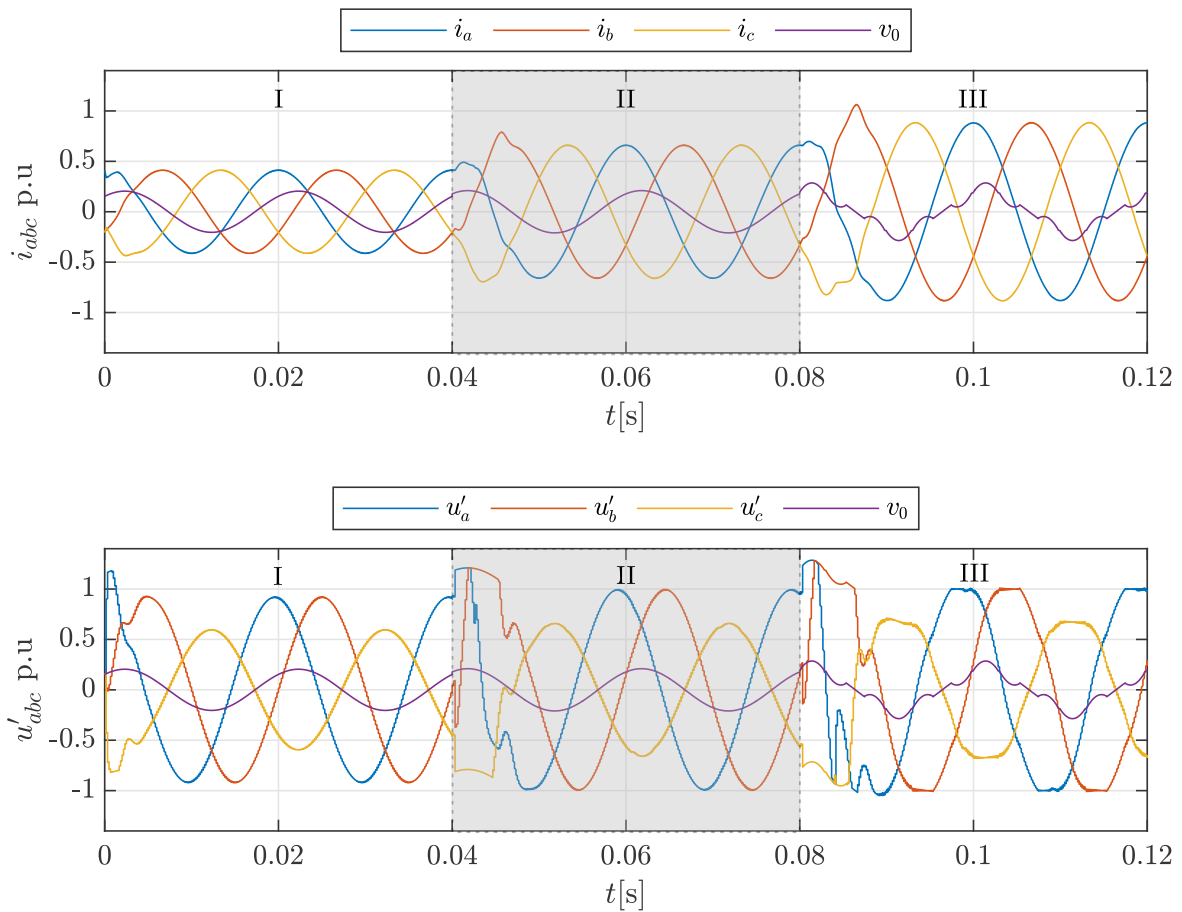 i_a i_b i_c v_0
I II III
1
0.5
0
-0.5
-1
i_abc p.u
0 0.02 0.04 0.06 0.08 0.1 0.12
t[s]
u'_a u'_b u'_c v_0
I II III
1
0.5
0
-0.5
-1
u'_abc p.u
0 0.02 0.04 0.06 0.08 0.1 0.12
t[s]